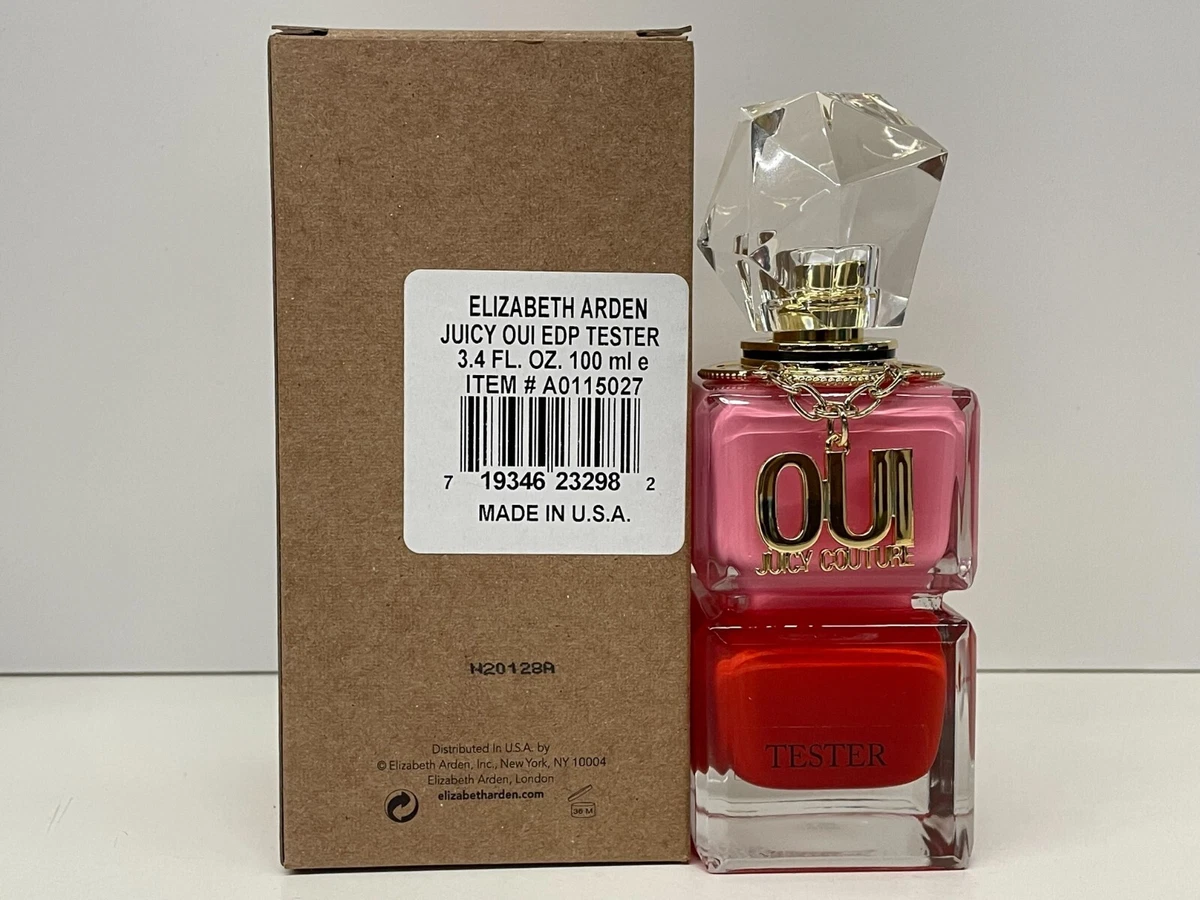 ELIZABETH ARDEN
JUICY OUI EDP TESTER
3.4 FL. OZ. 100 ml e
ITEM # A0115027
7 19346 23298 2
MADE IN U.S.A.
N20128A
Distributed In U.S.A. by
© Elizabeth Arden, Inc., New York, NY 10004
Elizabeth Arden, London
elizabetharden.com
36 M
OUI
JUICY COUTURE
TESTER